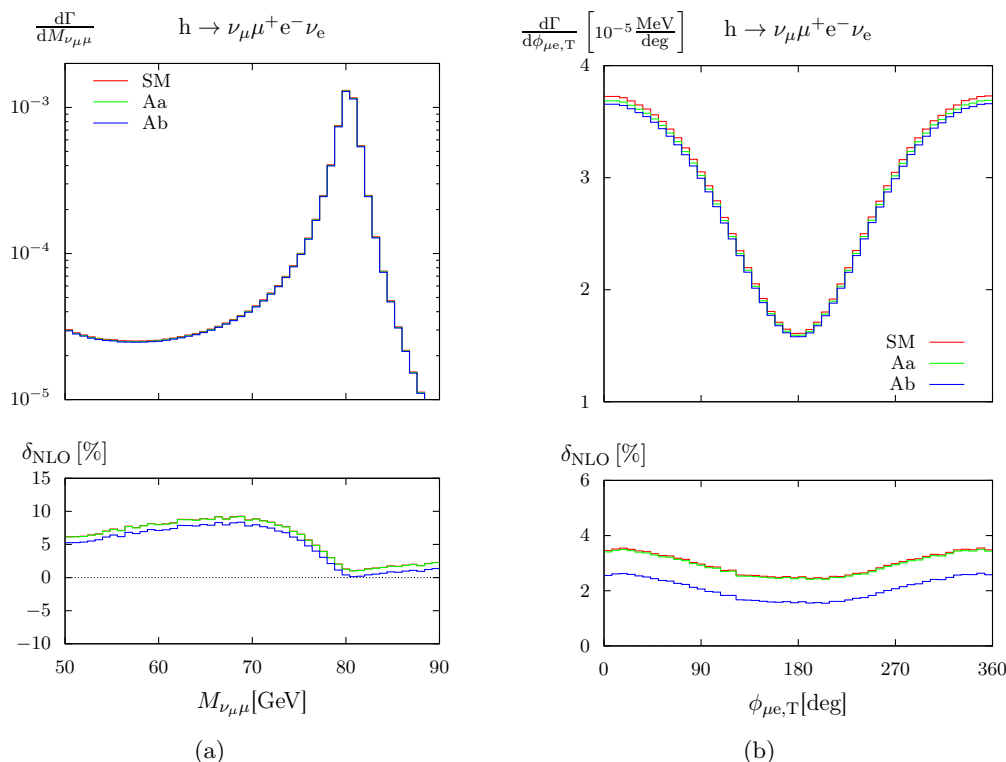 dΓ/dM_{ν_μμ} h → ν_μμ⁺e⁻ν_e
SM
Aa
Ab
10⁻³
10⁻⁴
10⁻⁵
δ_NLO [%]
15
10
5
0
−5
−10
50 60 70 80 90
M_{ν_μμ}[GeV]
(a)
dΓ/dϕ_{μe,T} [10⁻⁵ MeV/deg] h → ν_μμ⁺e⁻ν_e
4
3
2
1
SM
Aa
Ab
δ_NLO [%]
6
4
2
0
0 90 180 270 360
ϕ_{μe,T}[deg]
(b)